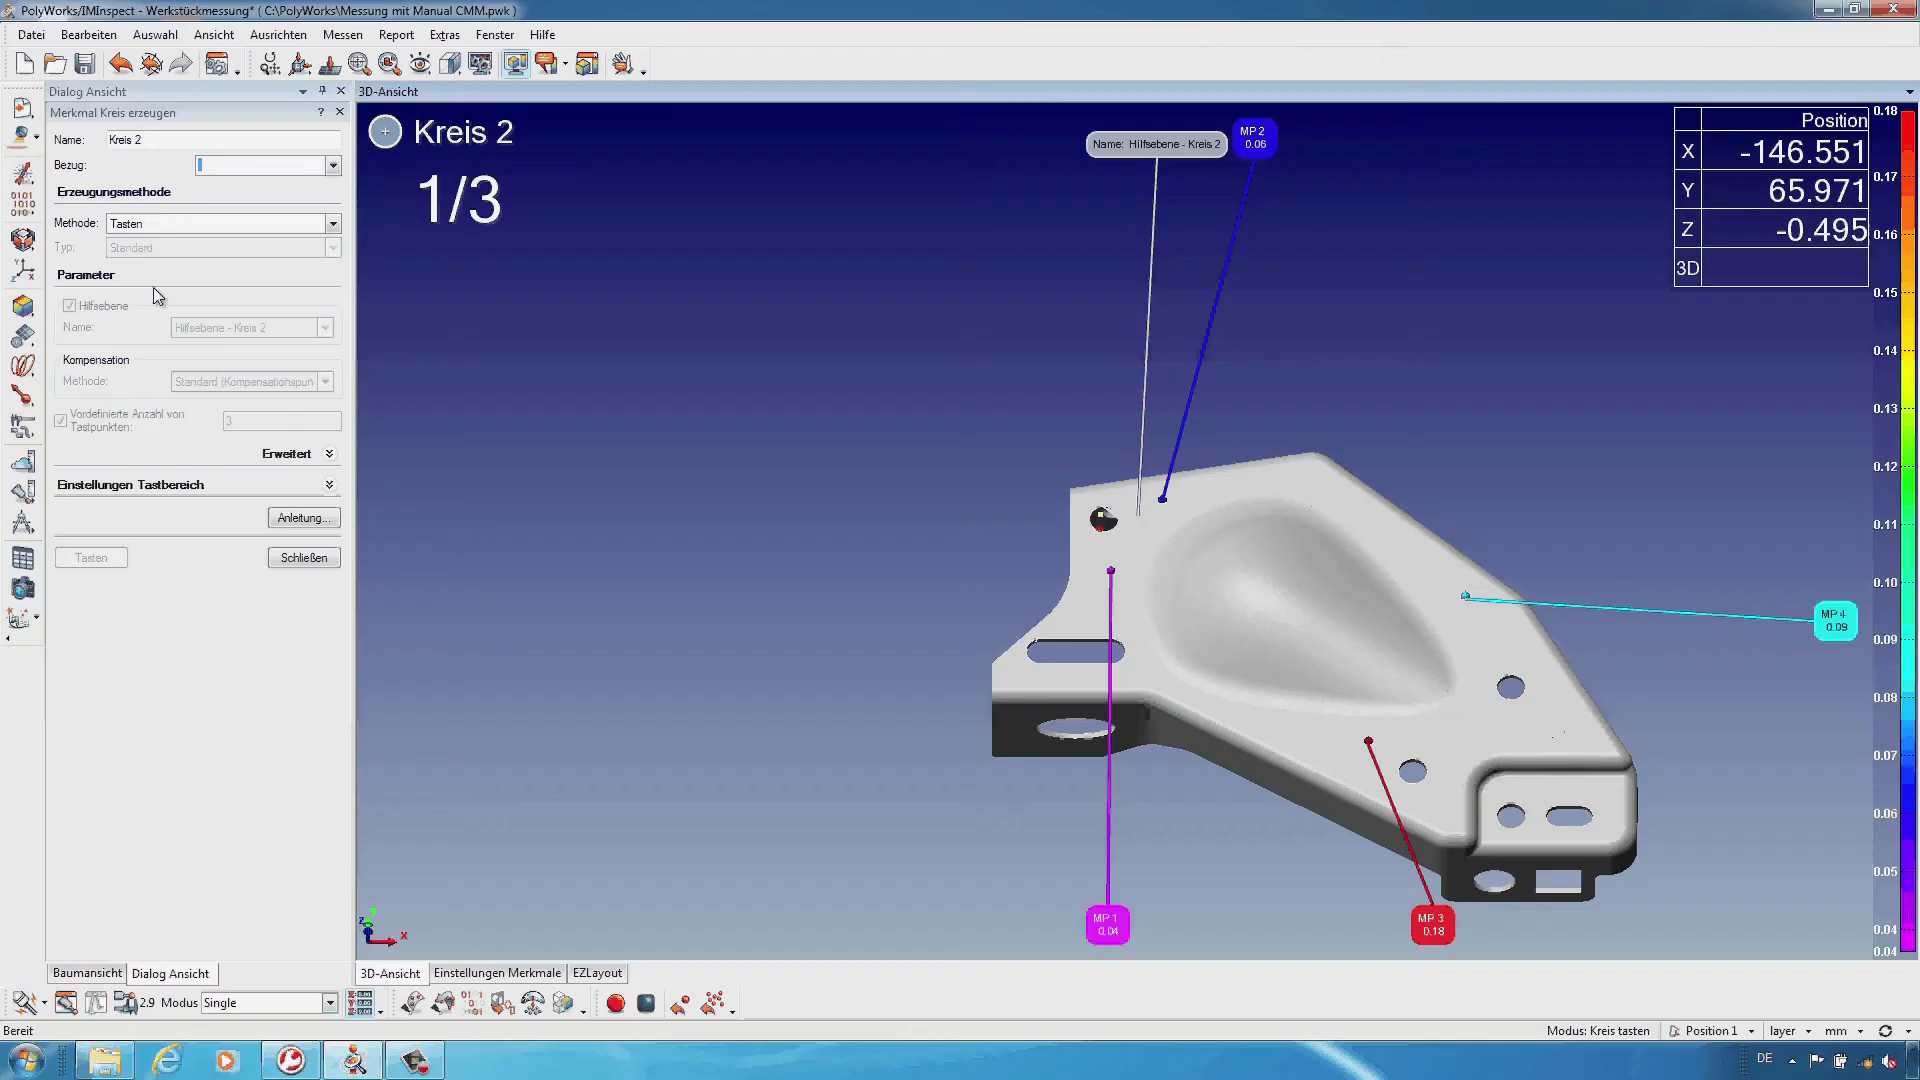 PolyWorks/IMInspect - Werkstückmessung* ( C:\PolyWorks\Messung mit Manual CMM.pwk )
Datei Bearbeiten Auswahl Ansicht Ausrichten Messen Report Extras Fenster Hilfe
Dialog Ansicht
3D-Ansicht
Merkmal Kreis erzeugen ? 
Name: Kreis 2
Bezug:
Erzeugungsmethode
Methode: Tasten
Typ: Standard
Parameter
Hilfsebene
Name: Hilfsebene - Kreis 2
Kompensation
Methode: Standard (Kompensationspun
Vordefinierte Anzahl von
Tastpunkten: 3
Erweitert
Einstellungen Tastbereich
Anleitung...
Tasten Schließen
Kreis 2
1/3
Name: Hilfsebene - Kreis 2
MP 2
0.06
MP 4
0.09
MP 1
0.04
MP 3
0.18
Position
X -146.551
Y 65.971
Z -0.495
3D
0.18
0.17
0.16
0.15
0.14
0.13
0.12
0.11
0.10
0.09
0.08
0.07
0.06
0.05
0.04
0.04
Z X
Baumansicht Dialog Ansicht
3D-Ansicht Einstellungen Merkmale EZLayout
2.9 Modus Single
Bereit
Modus: Kreis tasten Position 1 layer mm
DE